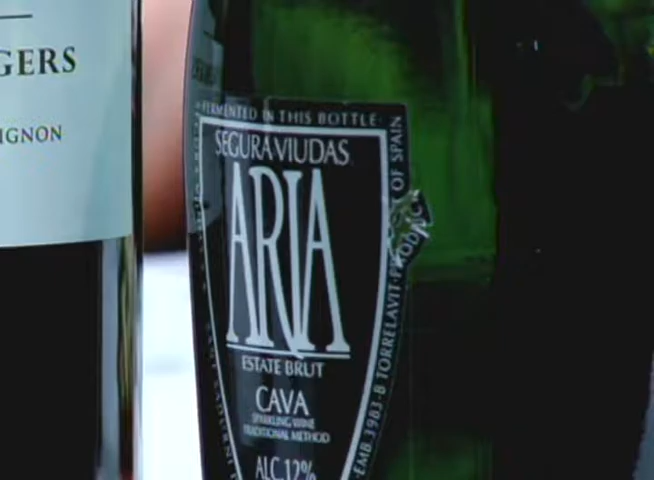 GERS
IGNON
FERMENTED IN THIS BOTTLE
SEGURA VIUDAS
ARIA
ESTATE BRUT
CAVA
SPARKLING WINE
TRADITIONAL METHOD
ALC.12%
EMB.3983-B TORRELAVIT-
OF SPAIN